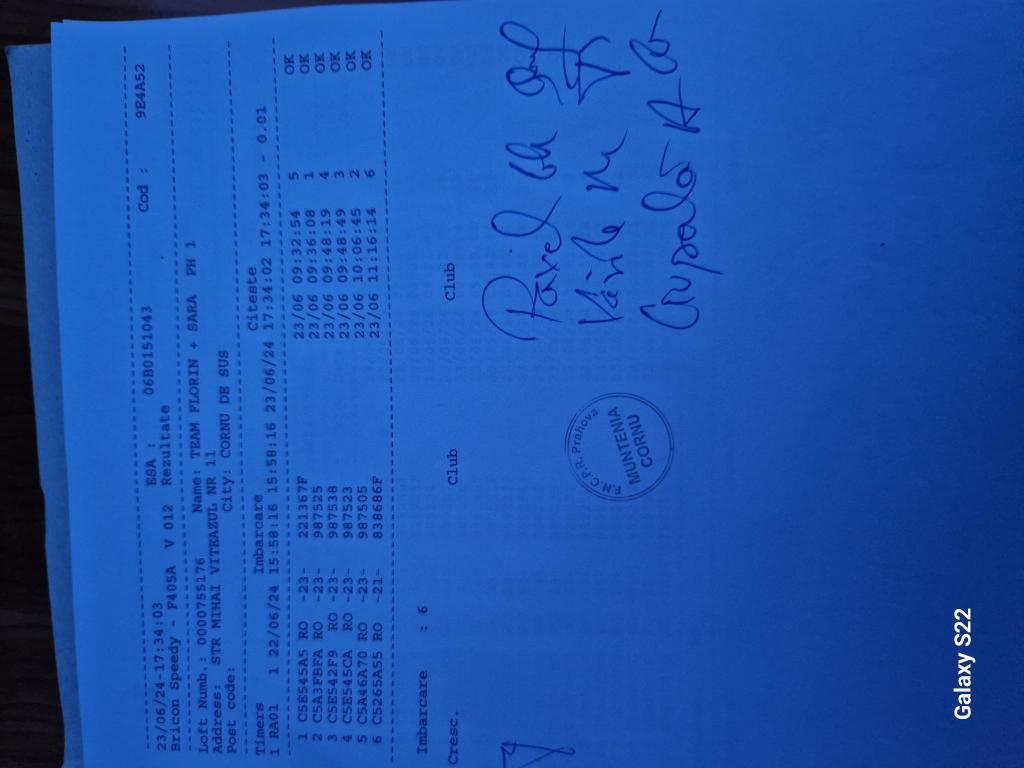 23/06/24-17:34:03 ESA : 06B0151043 Cod : 9E4A52
Bricon Speedy - F405A V 012 Rezultate
Loft Numb.: 0000755176 Name: TEAM FLORIN + SARA PH 1
Address: STR MIHAI VITEAZUL NR 11
Post code: City: CORNU DE SUS
Timers Imbarcare Citeste
1 RA01 1 22/06/24 15:58:16 15:58:16 23/06/24 17:34:02 17:34:03 - 0.01
1 C5E545A5 RO -23- 221367F 23/06 09:32:54 5 OK
2 C5A3FBFA RO -23- 987525 23/06 09:36:08 1 OK
3 C5E542F9 RO -23- 987538 23/06 09:48:19 4 OK
4 C5E545CA RO -23- 987523 23/06 09:48:49 3 OK
5 C5A46A70 RO -23- 987505 23/06 10:06:45 2 OK
6 C5265A55 RO -21- 838686F 23/06 11:16:14 6 OK
Imbarcare : 6
Cresc. Club Club
Pavel Gh
F.N.C.P.R. Prahova
MUNTENIA
CORNU
Galaxy S22